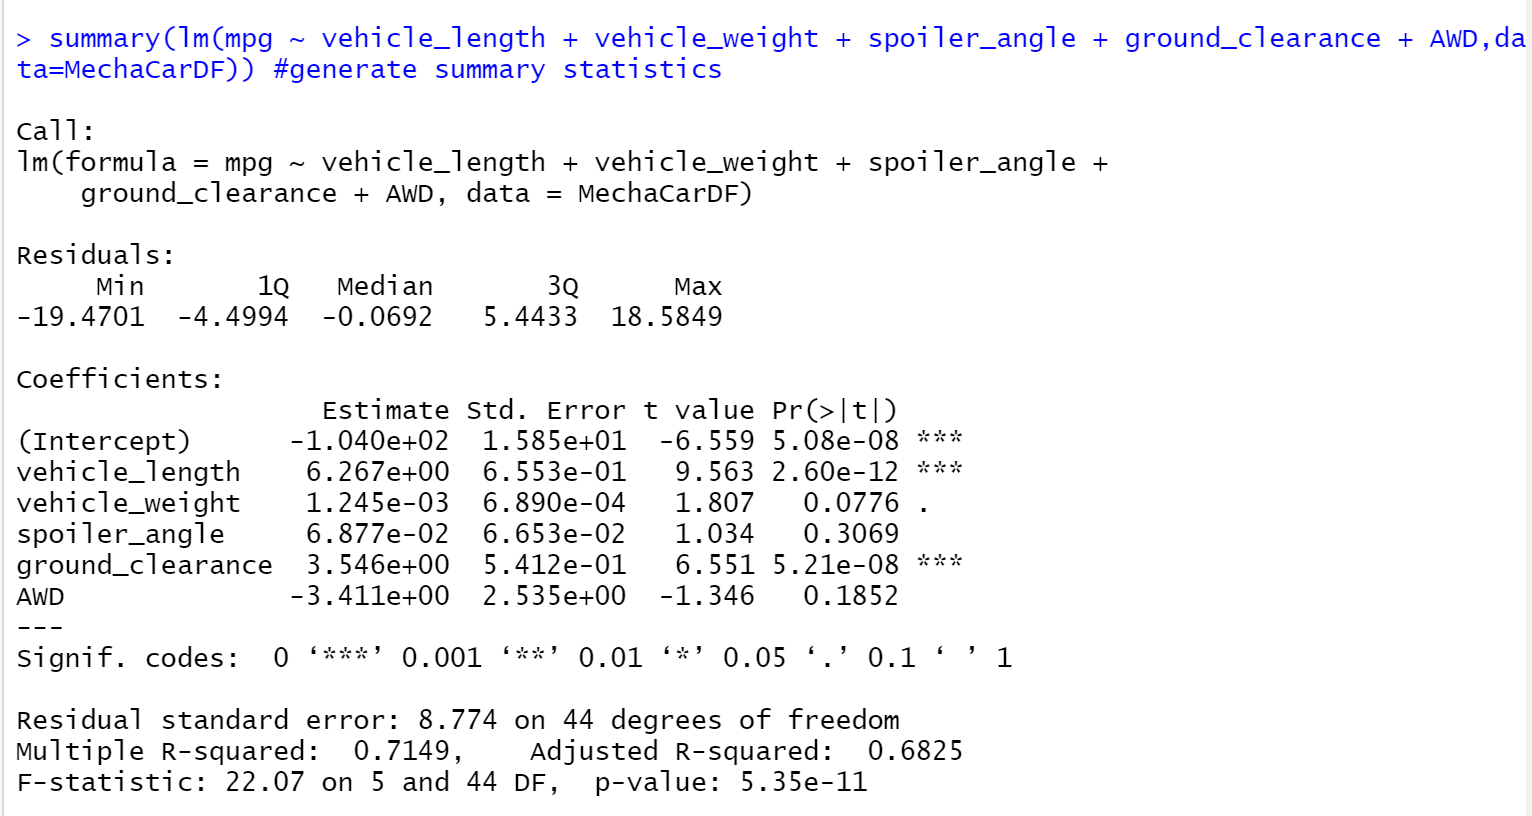 > summary(lm(mpg ~ vehicle_length + vehicle_weight + spoiler_angle + ground_clearance + AWD,da
ta=MechaCarDF)) #generate summary statistics

Call:
lm(formula = mpg ~ vehicle_length + vehicle_weight + spoiler_angle +
    ground_clearance + AWD, data = MechaCarDF)

Residuals:
     Min       1Q   Median       3Q      Max
-19.4701  -4.4994  -0.0692   5.4433  18.5849

Coefficients:
                   Estimate Std. Error t value Pr(>|t|)
(Intercept)      -1.040e+02  1.585e+01  -6.559 5.08e-08 ***
vehicle_length    6.267e+00  6.553e-01   9.563 2.60e-12 ***
vehicle_weight    1.245e-03  6.890e-04   1.807   0.0776 .
spoiler_angle     6.877e-02  6.653e-02   1.034   0.3069
ground_clearance  3.546e+00  5.412e-01   6.551 5.21e-08 ***
AWD              -3.411e+00  2.535e+00  -1.346   0.1852
---
Signif. codes:  0 ‘***’ 0.001 ‘**’ 0.01 ‘*’ 0.05 ‘.’ 0.1 ‘ ’ 1

Residual standard error: 8.774 on 44 degrees of freedom
Multiple R-squared:  0.7149,    Adjusted R-squared:  0.6825
F-statistic: 22.07 on 5 and 44 DF,  p-value: 5.35e-11